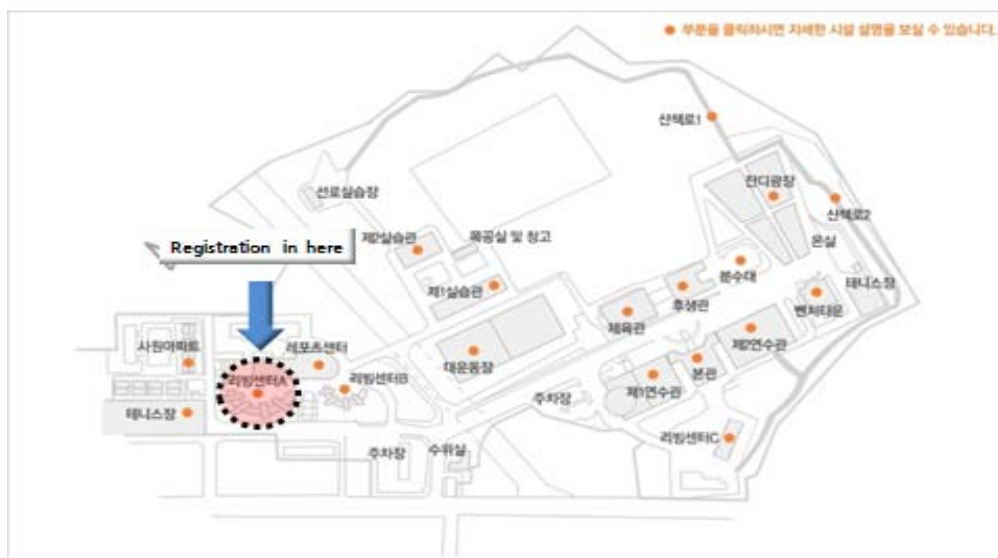 부분을 클릭하시면 자세한 시설 설명을 보실 수 있습니다.
산책로1
잔디광장
선로실습장
산책로2
제2실습관
목공실 및 창고
온실
Registration in here
분수대
테니스장
제1실습관
후생관
벤처타운
체육관
사원아파트
레포츠센터
제2연수관
대운동장
본관
리빙센터A
리빙센터B
제1연수관
주차장
테니스장
리빙센터C
주차장
수위실